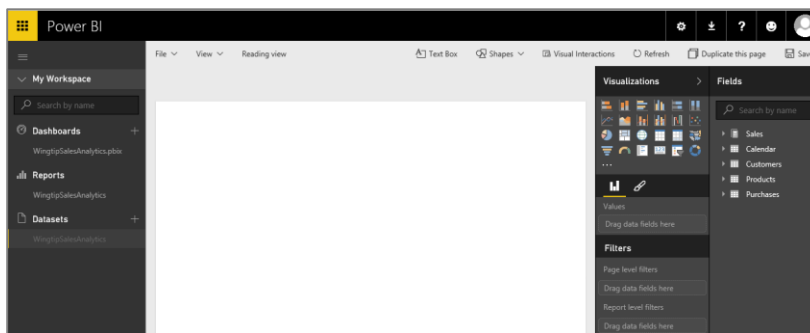 Power BI
?
File View Reading view Text Box Shapes Visual Interactions Refresh Duplicate this page Sav
My Workspace
Search by name
Dashboards
WingtipSalesAnalytics.pbix
Reports
WingtipSalesAnalytics
Datasets
WingtipSalesAnalytics
Visualizations
Values
Drag data fields here
Filters
Page level filters
Drag data fields here
Report level filters
Drag data fields here
Fields
Search by name
Sales
Calendar
Customers
Products
Purchases